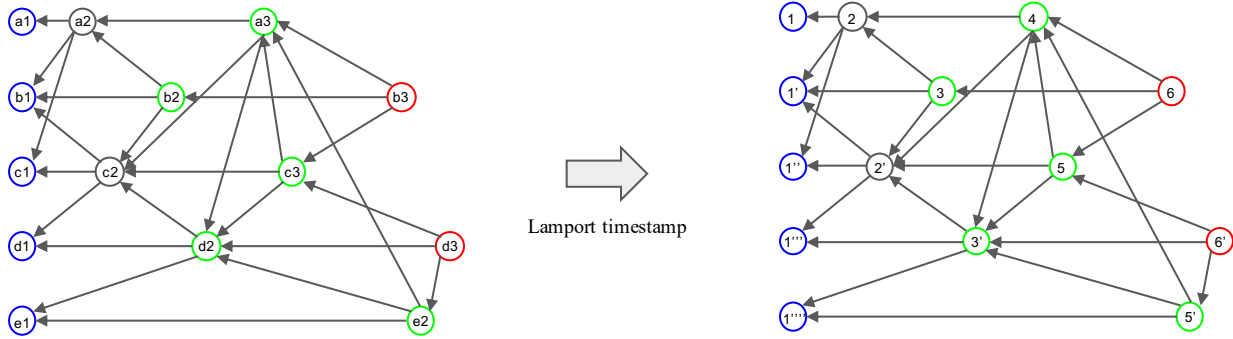 a1 a2 a3 1 2 4
b1 b2 b3 1' 3 6
c1 c2 c3 1'' 2' 5
Lamport timestamp
d1 d2 d3 1''' 3' 6'
e1 e2 1'''' 5'